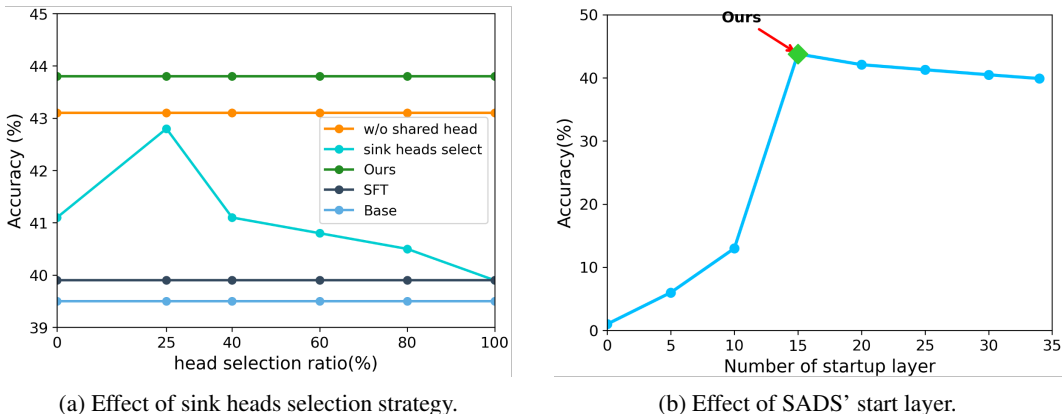 45
44
43
42
41
40
39
Accuracy (%)
w/o shared head
sink heads select
Ours
SFT
Base
0
25
40
60
80
100
head selection ratio(%)
(a) Effect of sink heads selection strategy.
50
40
30
20
10
0
Accuracy(%)
Ours
0
5
10
15
20
25
30
35
Number of startup layer
(b) Effect of SADS' start layer.